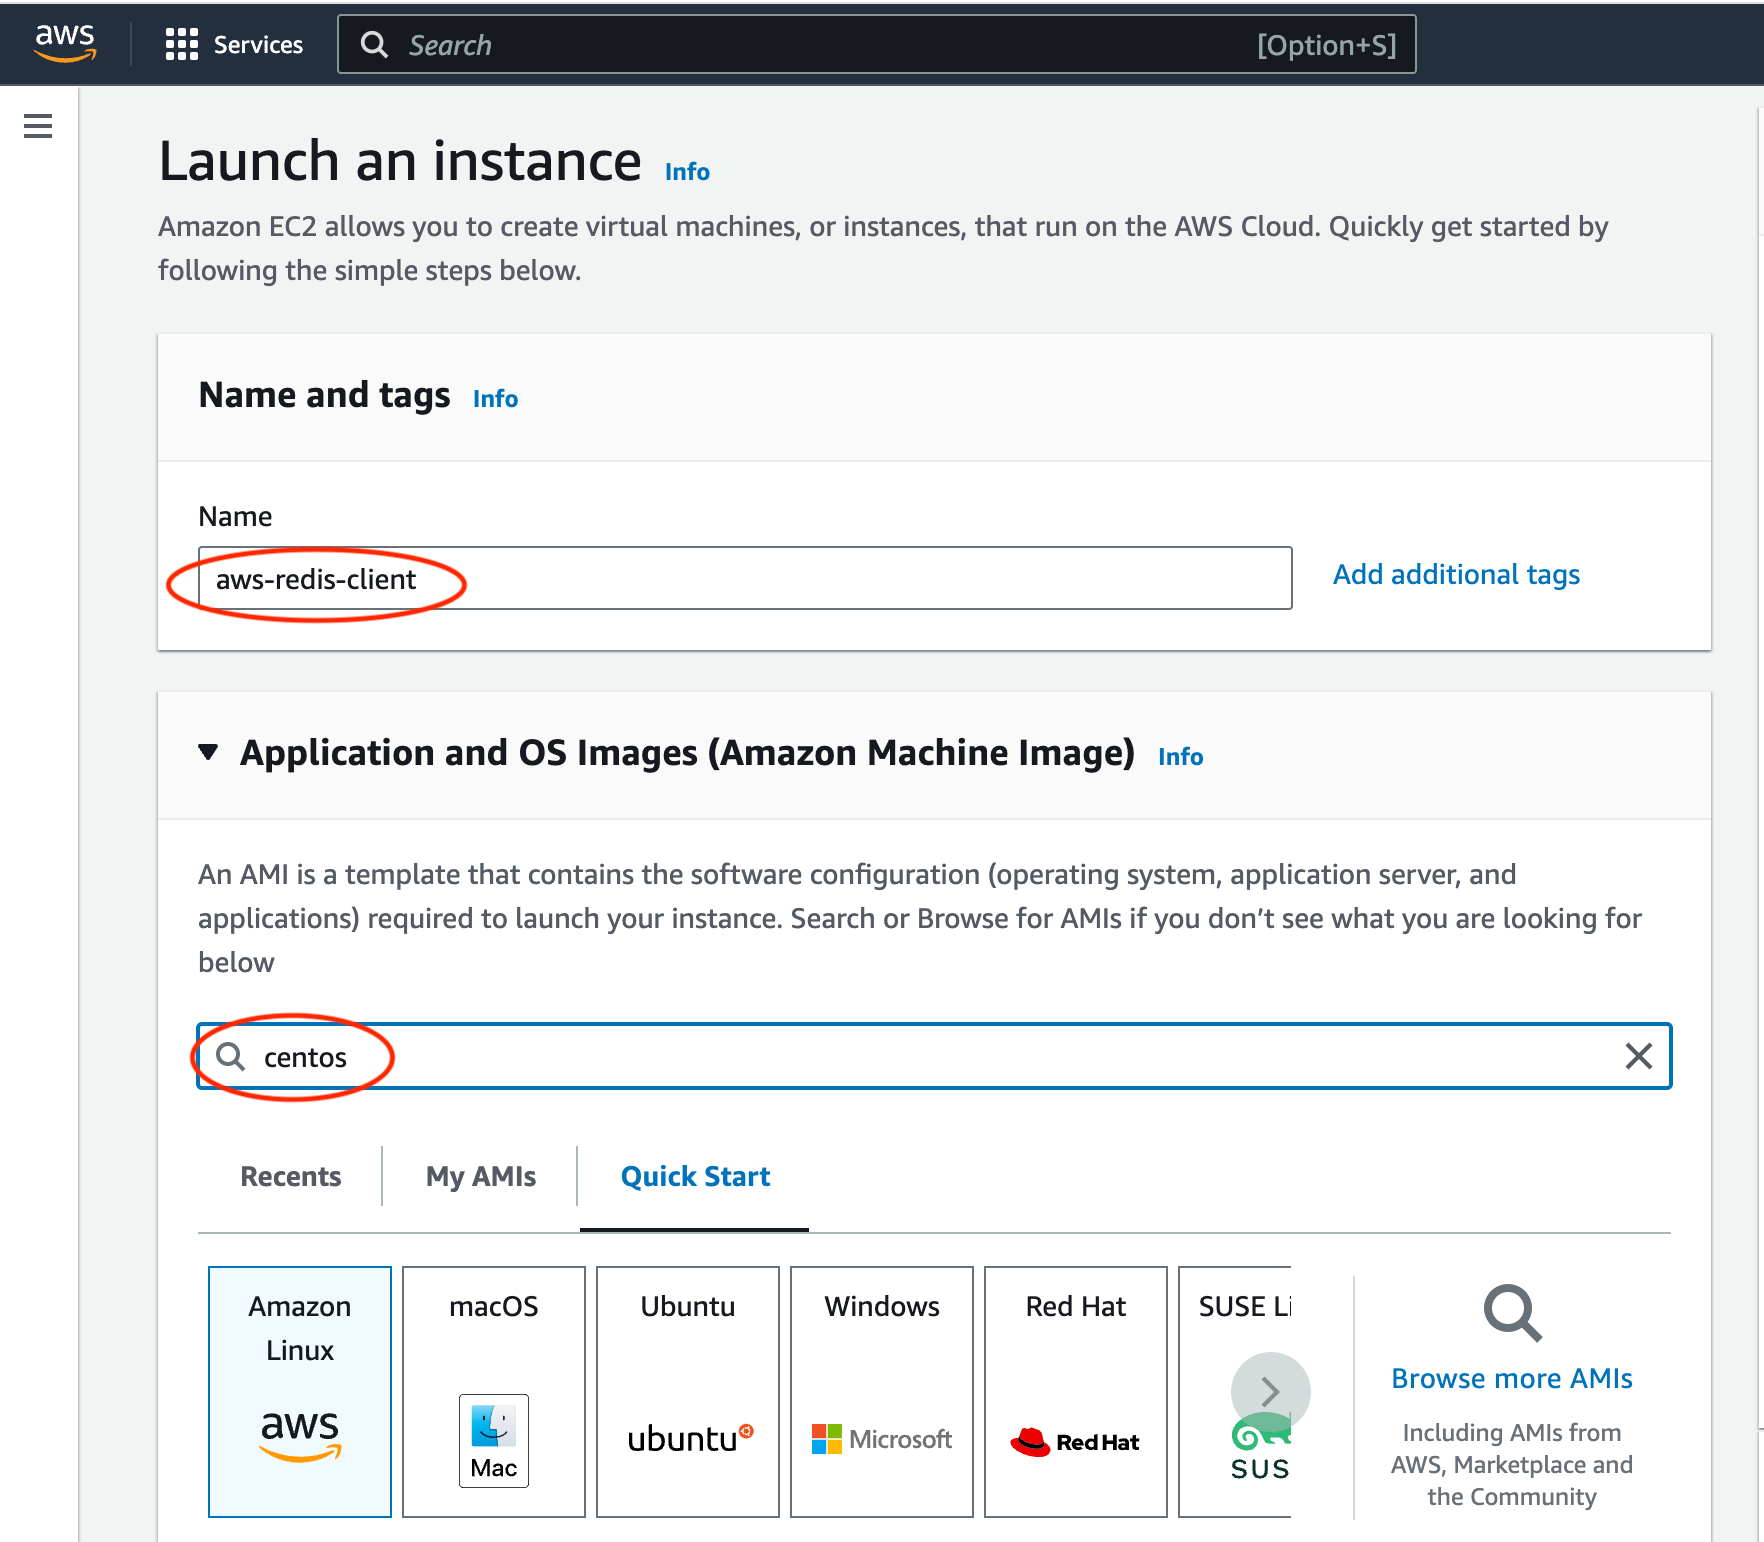 aws
Services
Search
[Option+S]
Launch an instance Info
Amazon EC2 allows you to create virtual machines, or instances, that run on the AWS Cloud. Quickly get started by
following the simple steps below.
Name and tags Info
Name
aws-redis-client
Add additional tags
Application and OS Images (Amazon Machine Image) Info
An AMI is a template that contains the software configuration (operating system, application server, and
applications) required to launch your instance. Search or Browse for AMIs if you don’t see what you are looking for
below
centos
Recents
My AMIs
Quick Start
Amazon
Linux
aws
macOS
Mac
Ubuntu
ubuntu
Windows
Microsoft
Red Hat
Red Hat
SUSE Li
SUS
Browse more AMIs
Including AMIs from
AWS, Marketplace and
the Community